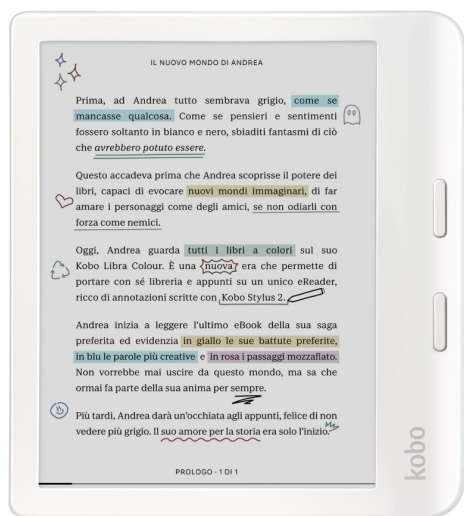 IL NUOVO MONDO DI ANDREA
Prima, ad Andrea tutto sembrava grigio, come se
mancasse qualcosa. Come se pensieri e sentimenti
fossero soltanto in bianco e nero, sbiaditi fantasmi di ciò
che avrebbero potuto essere.
Questo accadeva prima che Andrea scoprisse il potere dei
libri, capaci di evocare nuovi mondi immaginari, di far
amare i personaggi come degli amici, se non odiarli con
forza come nemici.
Oggi, Andrea guarda tutti i libri a colori sul suo
Kobo Libra Colour. È una nuova era che permette di
portare con sé libreria e appunti su un unico eReader,
ricco di annotazioni scritte con Kobo Stylus 2.
Andrea inizia a leggere l'ultimo eBook della sua saga
preferita ed evidenzia in giallo le sue battute preferite,
in blu le parole più creative e in rosa i passaggi mozzafiato.
Non vorrebbe mai uscire da questo mondo, ma sa che
ormai fa parte della sua anima per sempre.
Più tardi, Andrea darà un'occhiata agli appunti, felice di non
vedere più grigio. Il suo amore per la storia era solo l'inizio.
PROLOGO - 1 DI 1
kobo